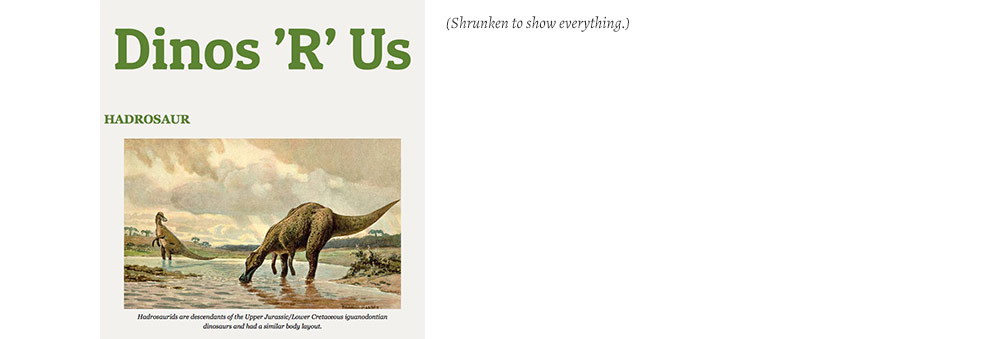 Dinos ’R’ Us
(Shrunken to show everything.)
HADROSAUR
Hadrosaurids are descendants of the Upper Jurassic/Lower Cretaceous iguanodontian
dinosaurs and had a similar body layout.